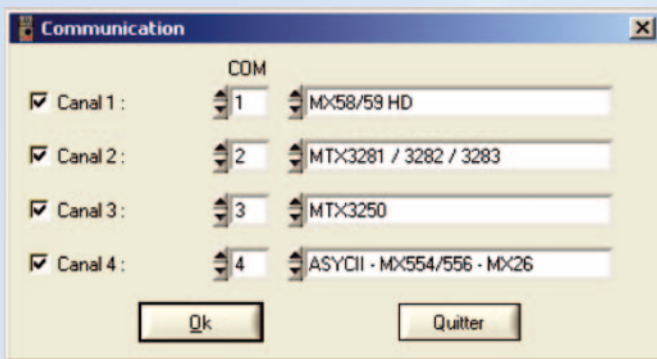 Communication
COM
Canal 1 : 1 MX58/59 HD
Canal 2 : 2 MTX3281 / 3282 / 3283
Canal 3 : 3 MTX3250
Canal 4 : 4 ASYCII - MX554/556 - MX26
Ok Quitter